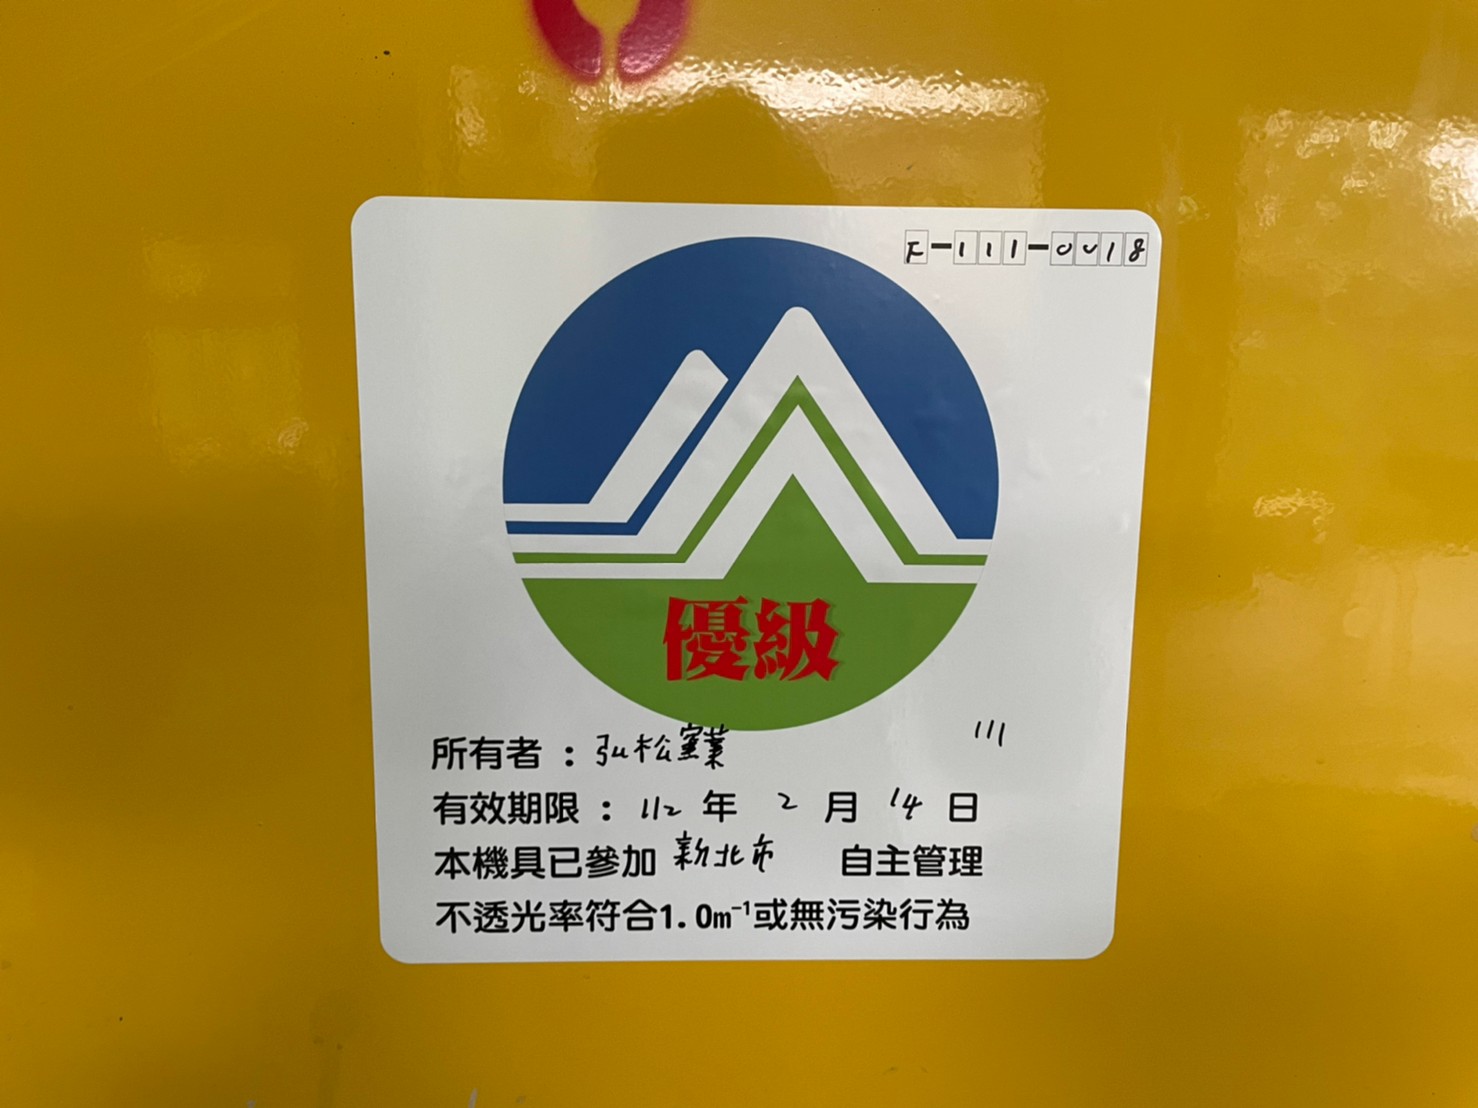 F-111-0018
優級
111
所有者：弘松窯業
有效期限：112年2月14日
本機具已參加新北市 自主管理
不透光率符合1.0m⁻¹或無污染行為